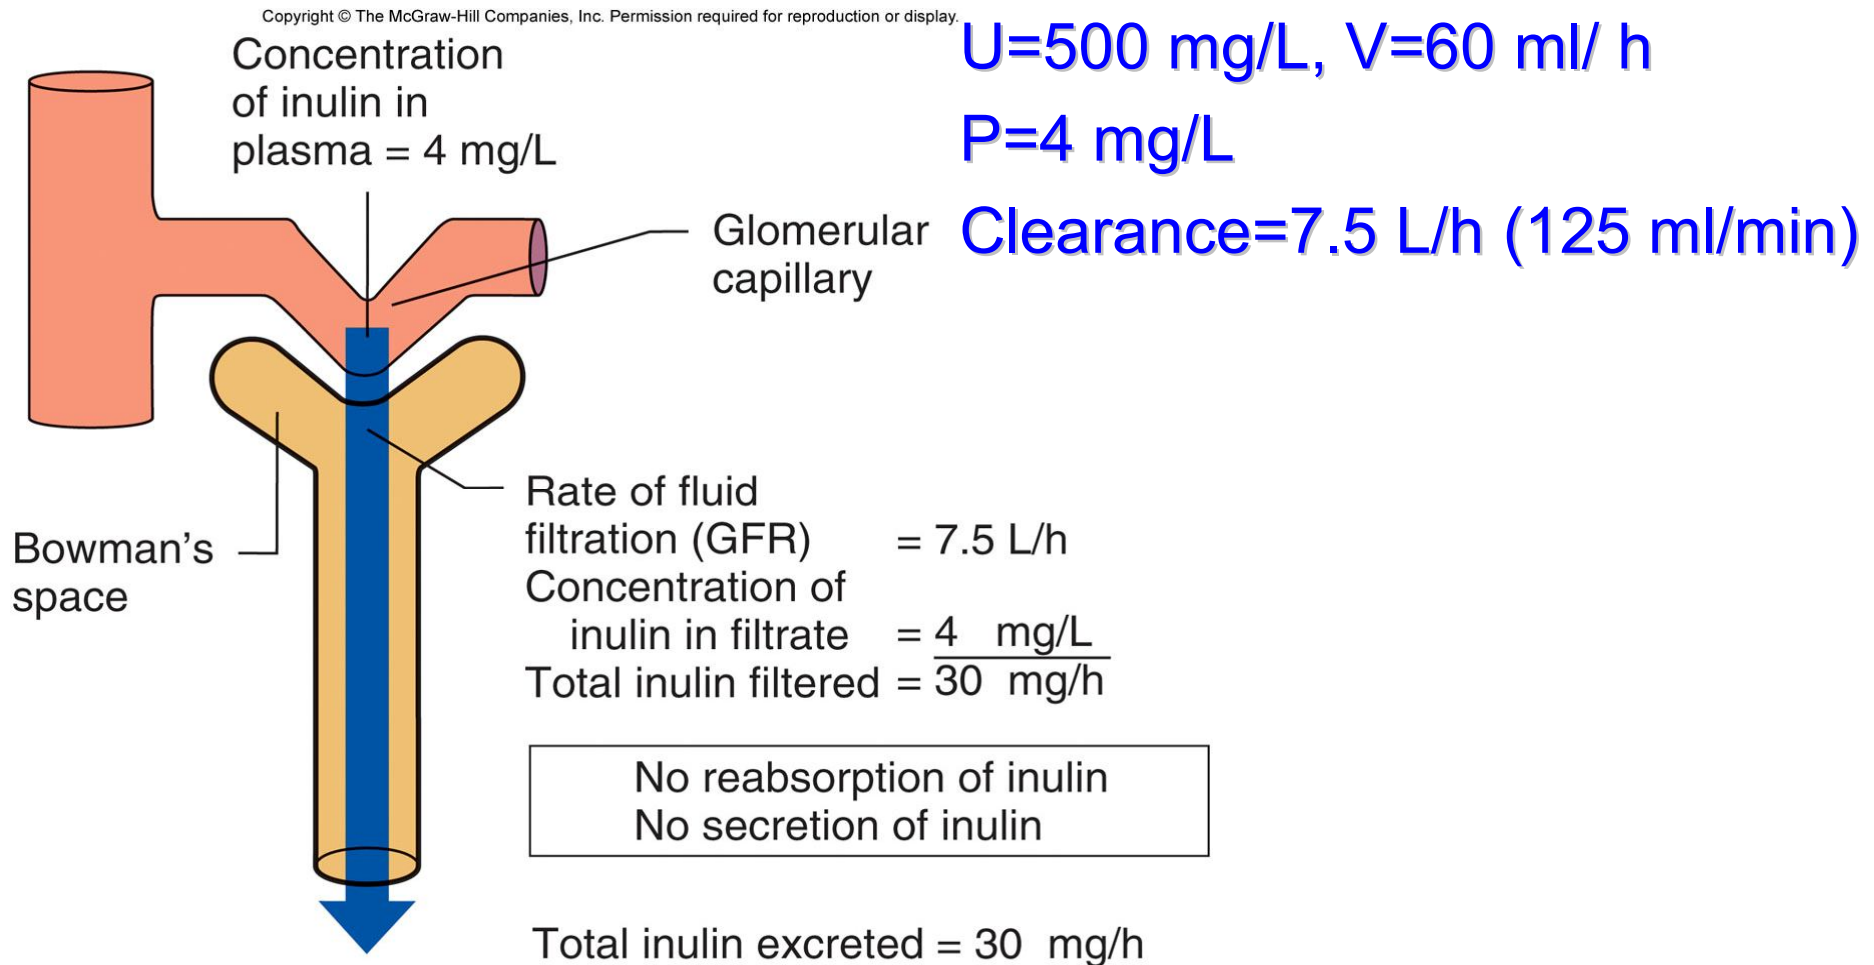 Copyright © The McGraw-Hill Companies, Inc. Permission required for reproduction or display.
U=500 mg/L, V=60 ml/ h
P=4 mg/L
Clearance=7.5 L/h (125 ml/min)
Concentration
of inulin in
plasma = 4 mg/L
Glomerular
capillary
Bowman's
space
Rate of fluid
filtration (GFR) = 7.5 L/h
Concentration of
inulin in filtrate = 4 mg/L
Total inulin filtered = 30 mg/h
No reabsorption of inulin
No secretion of inulin
Total inulin excreted = 30 mg/h